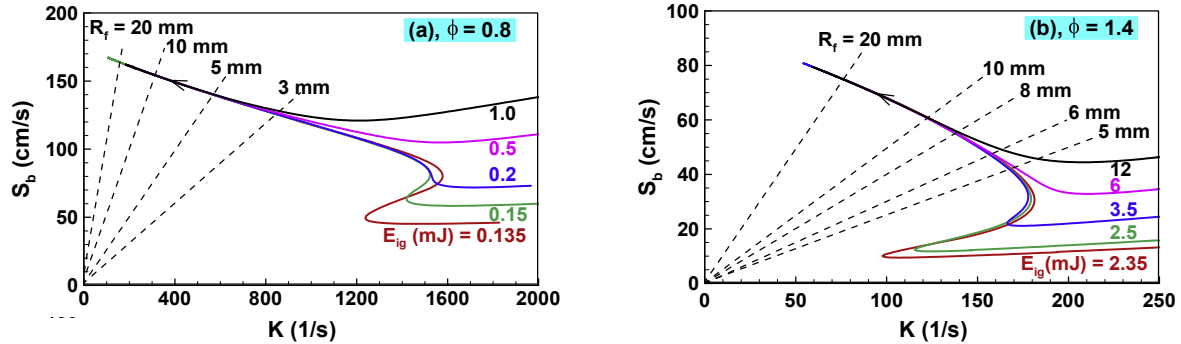 200
150
100
50
0
S_b (cm/s)
R_f = 20 mm
10 mm
5 mm
3 mm
(a), ϕ = 0.8
1.0
0.5
0.2
0.15
E_ig (mJ) = 0.135
0 400 800 1200 1600 2000
K (1/s)
100
80
60
40
20
0
S_b (cm/s)
R_f = 20 mm
(b), ϕ = 1.4
10 mm
8 mm
6 mm
5 mm
12
6
3.5
2.5
E_ig(mJ) = 2.35
0 50 100 150 200 250
K (1/s)